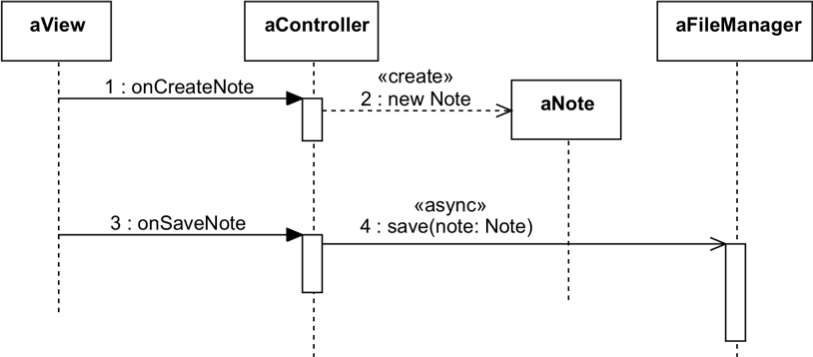 aView
aController
aFileManager
«create»
1 : onCreateNote
2 : new Note
aNote
«async»
3 : onSaveNote
4 : save(note: Note)